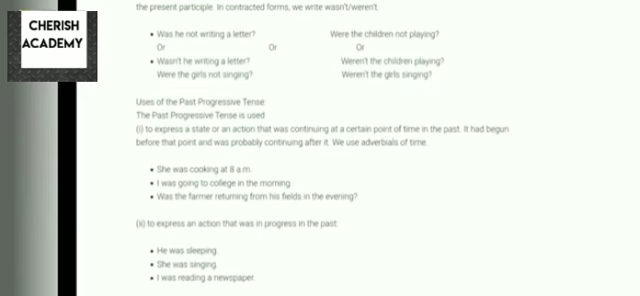 CHERISH
ACADEMY
the present participle. In contracted forms, we write wasn't/weren't.
• Was he not writing a letter? Were the children not playing?
Or Or Or
• Wasn't he writing a letter? Weren't the children playing?
Were the girls not singing? Weren't the girls singing?
Uses of the Past Progressive Tense:
The Past Progressive Tense is used
(i) to express a state or an action that was continuing at a certain point of time in the past. It had begun
before that point and was probably continuing after it. We use adverbials of time.
• She was cooking at 8 a.m.
• I was going to college in the morning.
• Was the farmer returning from his fields in the evening?
(ii) to express an action that was in progress in the past:
• He was sleeping.
• She was singing.
• I was reading a newspaper.